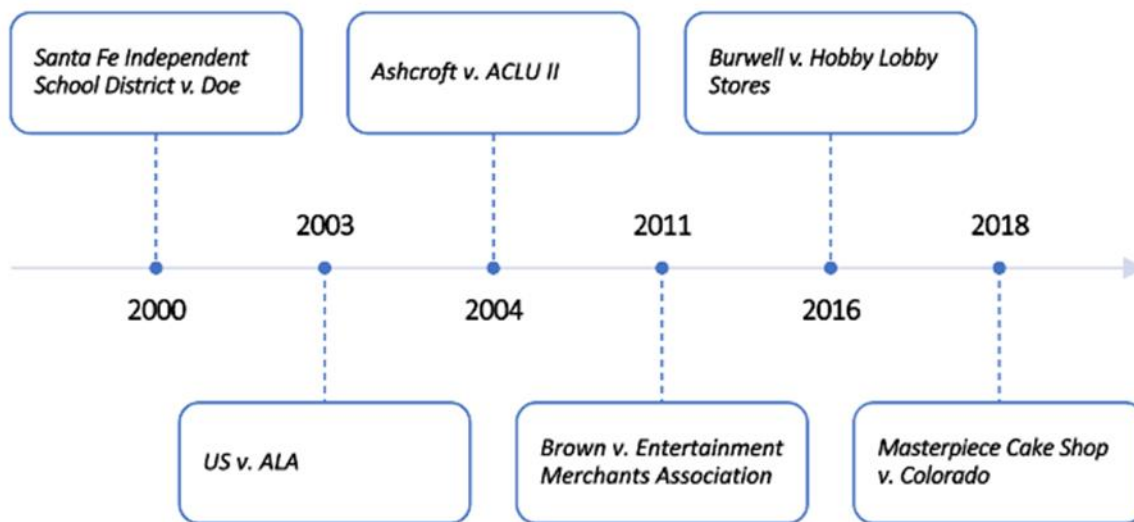 Santa Fe Independent
School District v. Doe
Ashcroft v. ACLU II
Burwell v. Hobby Lobby
Stores
2003
2011
2018
2000
2004
2016
US v. ALA
Brown v. Entertainment
Merchants Association
Masterpiece Cake Shop
v. Colorado